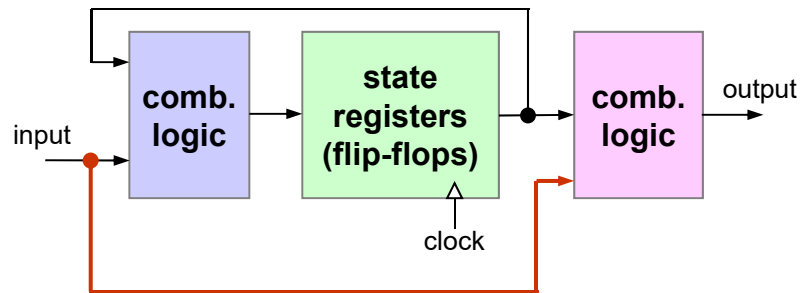 input
comb.
logic
state
registers
(flip-flops)
clock
comb.
logic
output